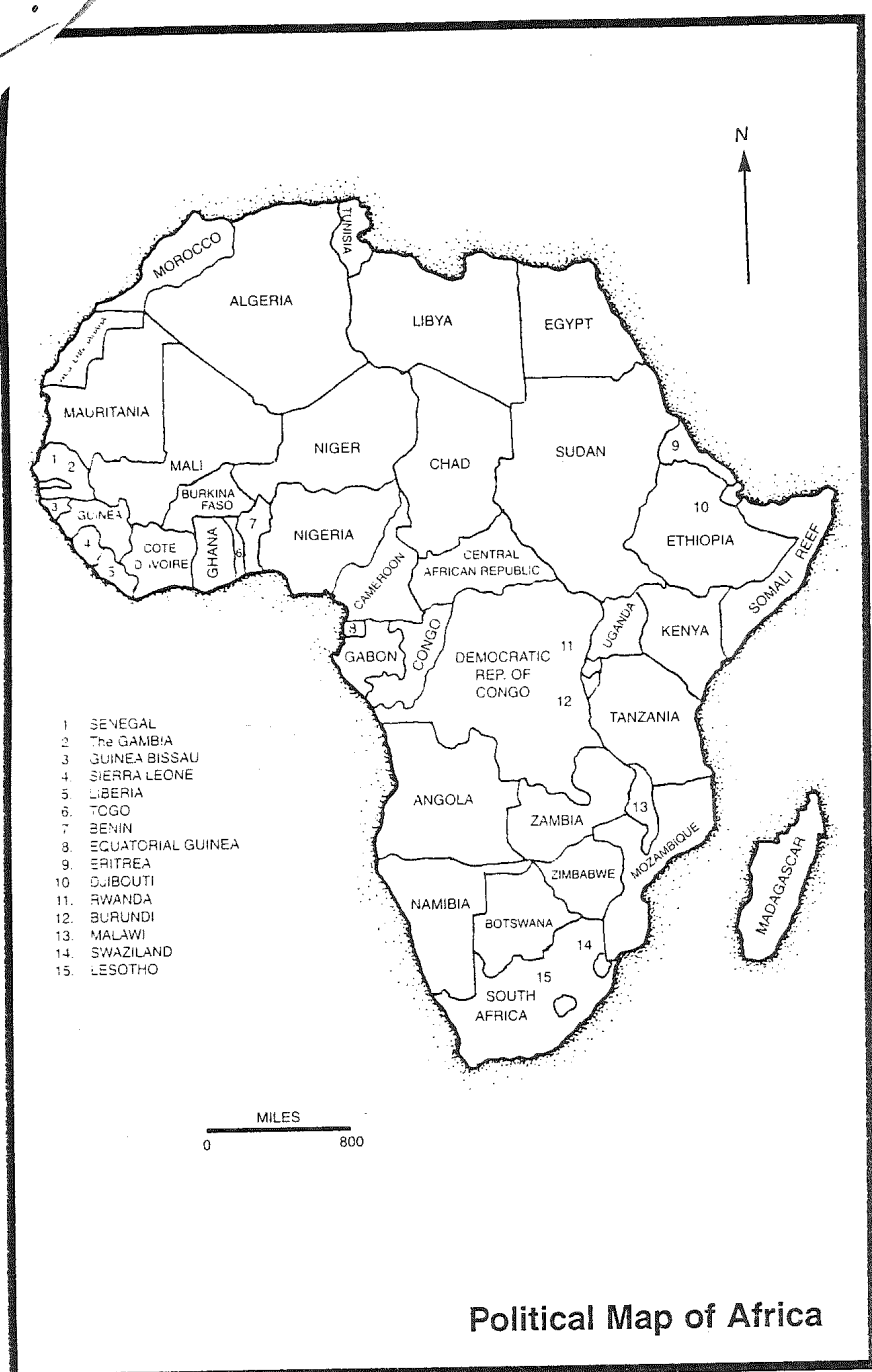 N
MOROCCO
TUNISIA
ALGERIA
LIBYA
EGYPT
MAURITANIA
MALI
NIGER
CHAD
SUDAN
9
1
2
BURKINA
FASO
3
GUINEA
7
NIGERIA
10
ETHIOPIA
SOMALI REEF
4
5
COTE
D IVOIRE
GHANA
6
CAMEROON
CENTRAL
AFRICAN REPUBLIC
8
GABON
CONGO
DEMOCRATIC
REP. OF
CONGO
11
12
UGANDA
KENYA
TANZANIA
ANGOLA
ZAMBIA
13
MOZAMBIQUE
MADAGASCAR
NAMIBIA
ZIMBABWE
BOTSWANA
14
15
SOUTH
AFRICA
1 SENEGAL
2 The GAMBIA
3 GUINEA BISSAU
4. SIERRA LEONE
5. LIBERIA
6. TOGO
7 BENIN
8. EQUATORIAL GUINEA
9. ERITREA
10 DJIBOUTI
11. RWANDA
12. BURUNDI
13. MALAWI
14. SWAZILAND
15. LESOTHO
MILES
0 800
Political Map of Africa